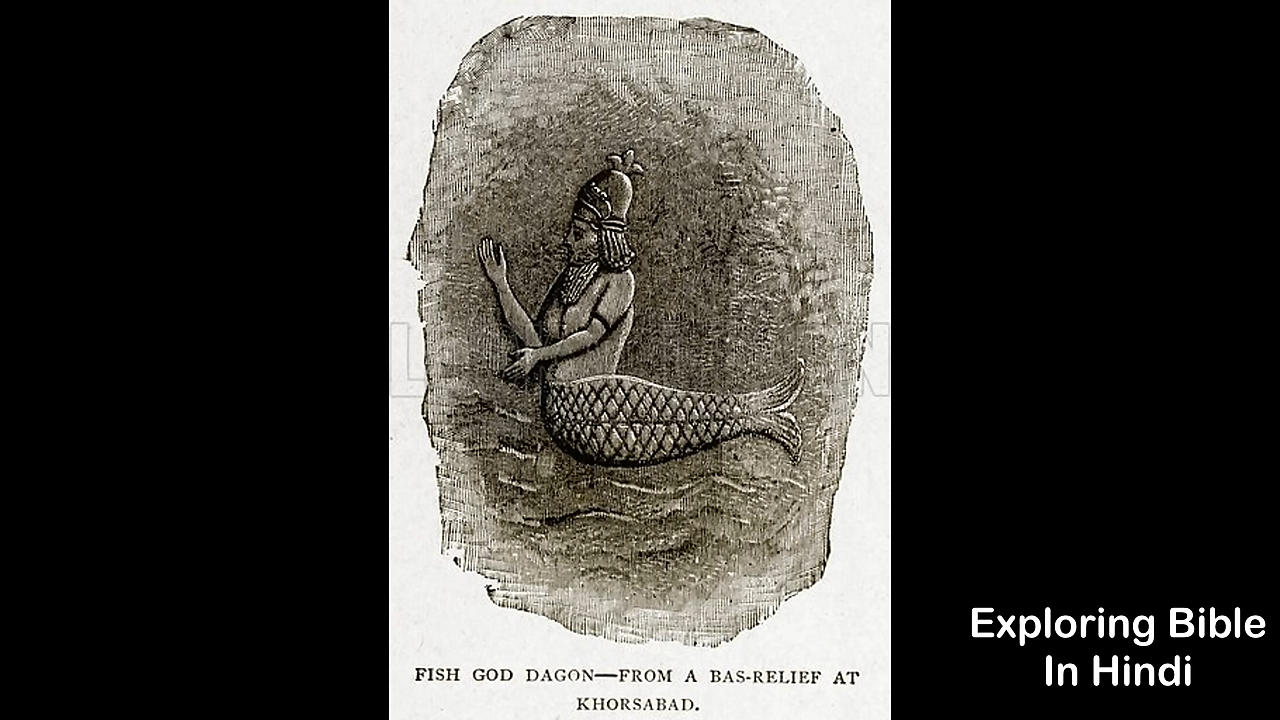 FISH GOD DAGON—FROM A BAS-RELIEF AT
KHORSABAD.
Exploring Bible
In Hindi